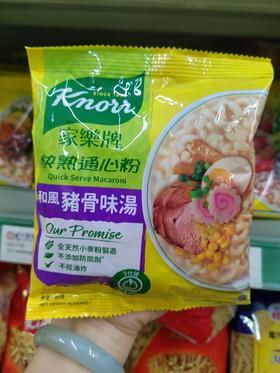 Knorr
家樂牌
快熟通心粉
Quick Serve Macaroni
和風 豬骨味湯
Our Promise
全天然小麥粉製造
不添加防腐劑
不經油炸
3分鐘